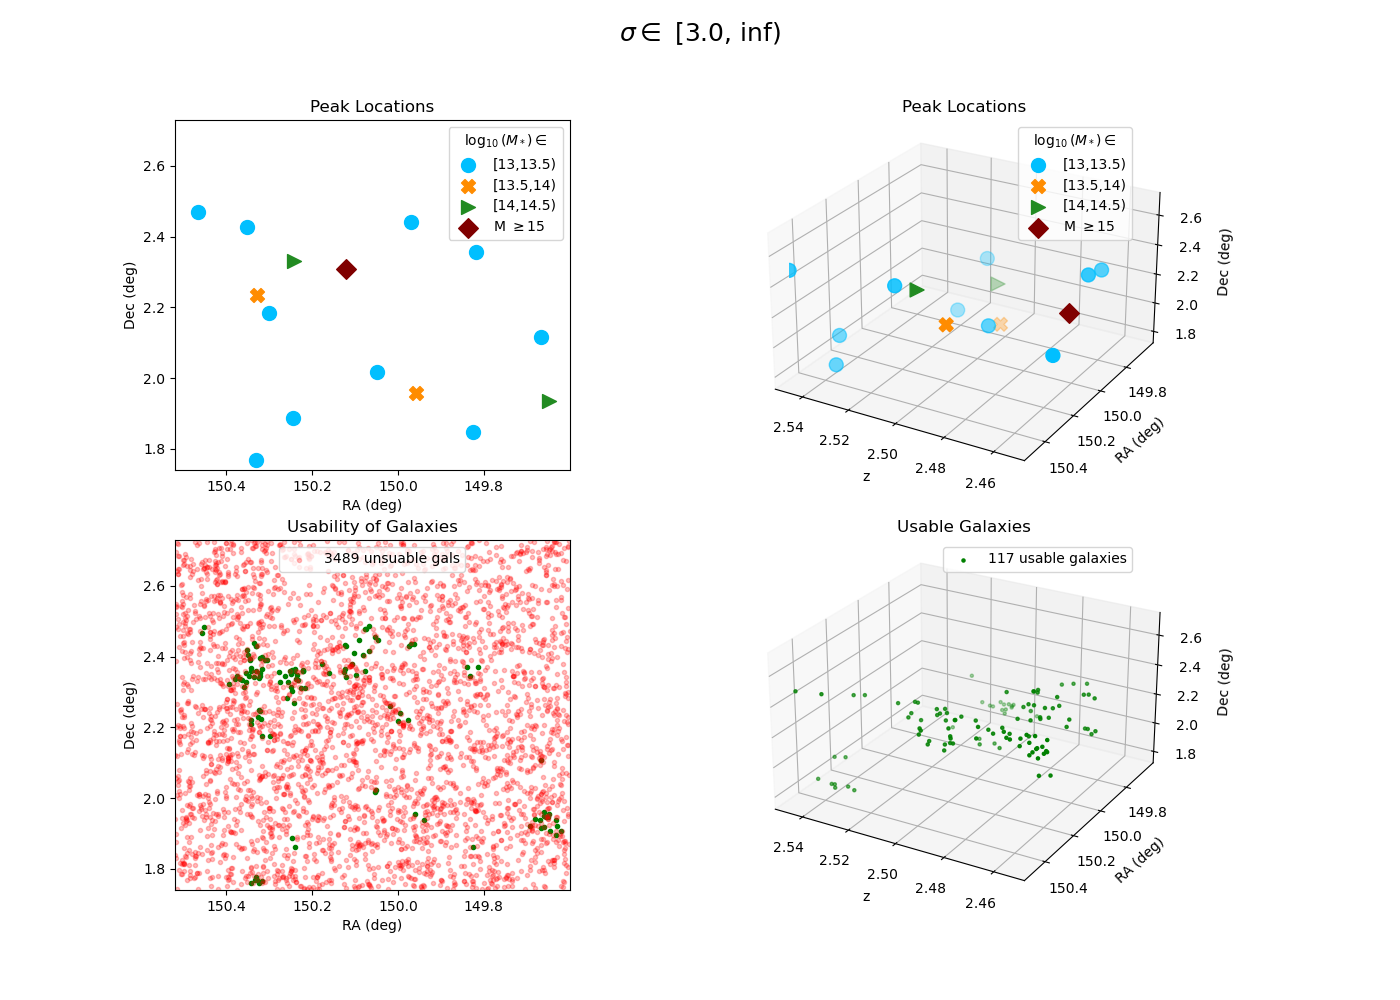 σ ∈ [3.0, inf)
Peak Locations
log₁₀(M*) ∈
[13,13.5)
[13.5,14)
[14,14.5)
M ≥15
2.6
2.4
2.2
2.0
1.8
Dec (deg)
150.4 150.2 150.0 149.8
RA (deg)
Peak Locations
log₁₀(M*) ∈
[13,13.5)
[13.5,14)
[14,14.5)
M ≥15
2.6
2.4
2.2
2.0
1.8
Dec (deg)
149.8
150.0
150.2
150.4
RA (deg)
2.54
2.52
2.50
2.48
2.46
z
Usability of Galaxies
3489 unsuable gals
2.6
2.4
2.2
2.0
1.8
Dec (deg)
150.4 150.2 150.0 149.8
RA (deg)
Usable Galaxies
117 usable galaxies
2.6
2.4
2.2
2.0
1.8
Dec (deg)
149.8
150.0
150.2
150.4
RA (deg)
2.54
2.52
2.50
2.48
2.46
z